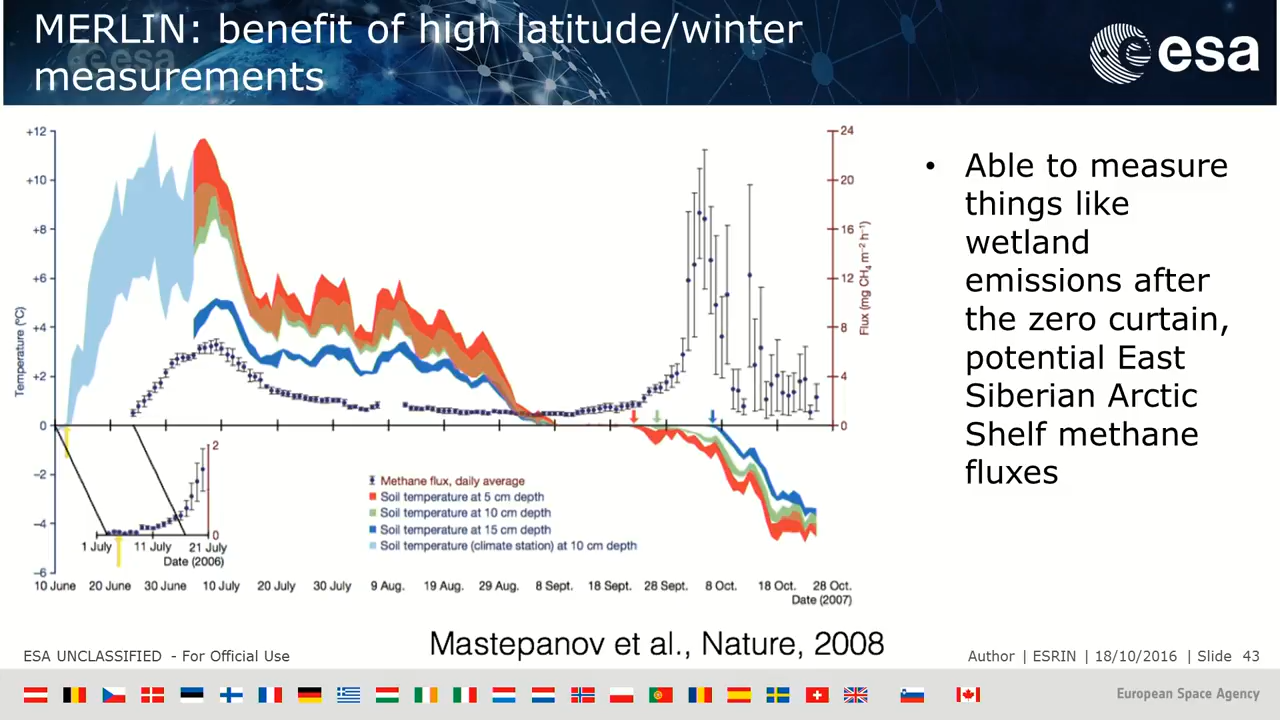 MERLIN: benefit of high latitude/winter
measurements
esa
+12
+10
+8
+6
+4
+2
0
−2
−4
−6
Temperature (ºC)
24
20
16
12
8
4
0
Flux (mg CH₄ m⁻² h⁻¹)
2
0
1 July 11 July 21 July
Date (2006)
Methane flux, daily average
Soil temperature at 5 cm depth
Soil temperature at 10 cm depth
Soil temperature at 15 cm depth
Soil temperature (climate station) at 10 cm depth
10 June 20 June 30 June 10 July 20 July 30 July 9 Aug. 19 Aug. 29 Aug. 8 Sept. 18 Sept. 28 Sept. 8 Oct. 18 Oct. 28 Oct.
Date (2007)
• Able to measure
things like
wetland
emissions after
the zero curtain,
potential East
Siberian Arctic
Shelf methane
fluxes
Mastepanov et al., Nature, 2008
ESA UNCLASSIFIED - For Official Use
Author | ESRIN | 18/10/2016 | Slide 43
European Space Agency